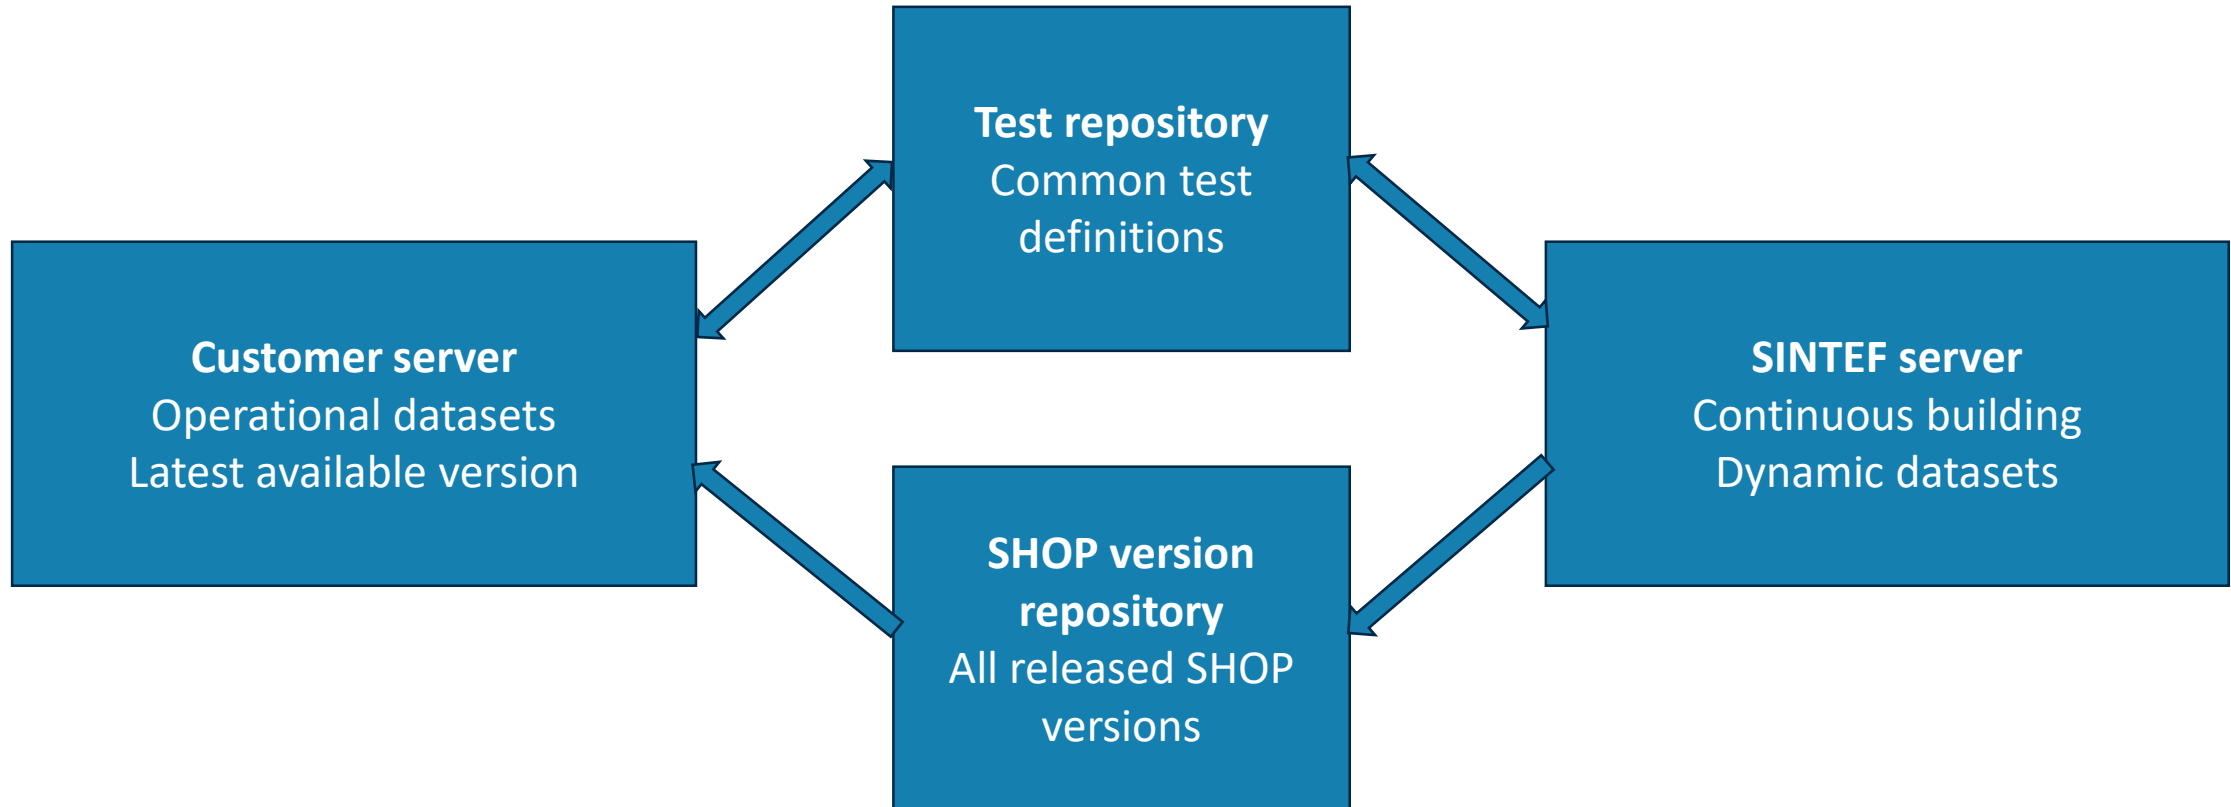 Test repository
Common test
definitions
Customer server
Operational datasets
Latest available version
SINTEF server
Continuous building
Dynamic datasets
SHOP version
repository
All released SHOP
versions